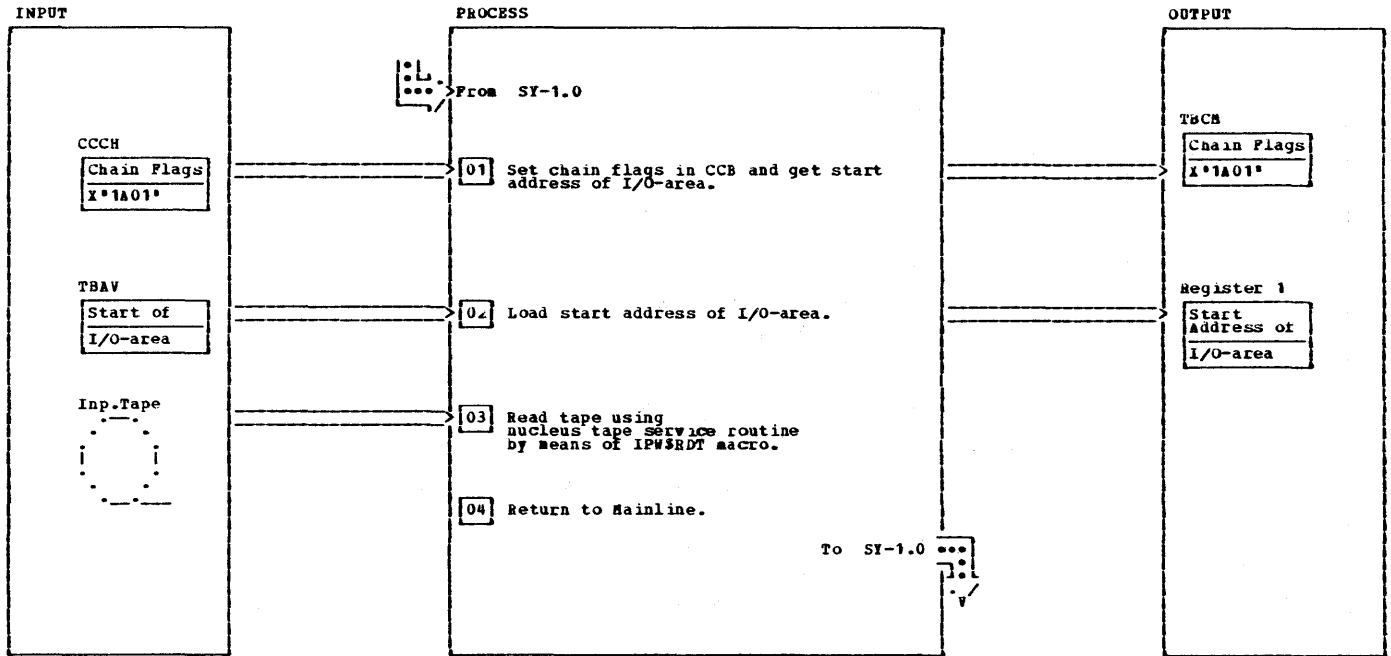 INPUT
PROCESS
OUTPUT
From SY-1.0
CCCH
Chain Flags
X"1A01"
01 Set chain flags in CCB and get start
address of I/O-area.
TBCM
Chain Flags
X"1A01"
TBAV
Start of
I/O-area
02 Load start address of I/O-area.
Register 1
Start
Address of
I/O-area
Inp.Tape
03 Read tape using
nucleus tape service routine
by means of IPW$RDT macro.
04 Return to Mainline.
To SY-1.0